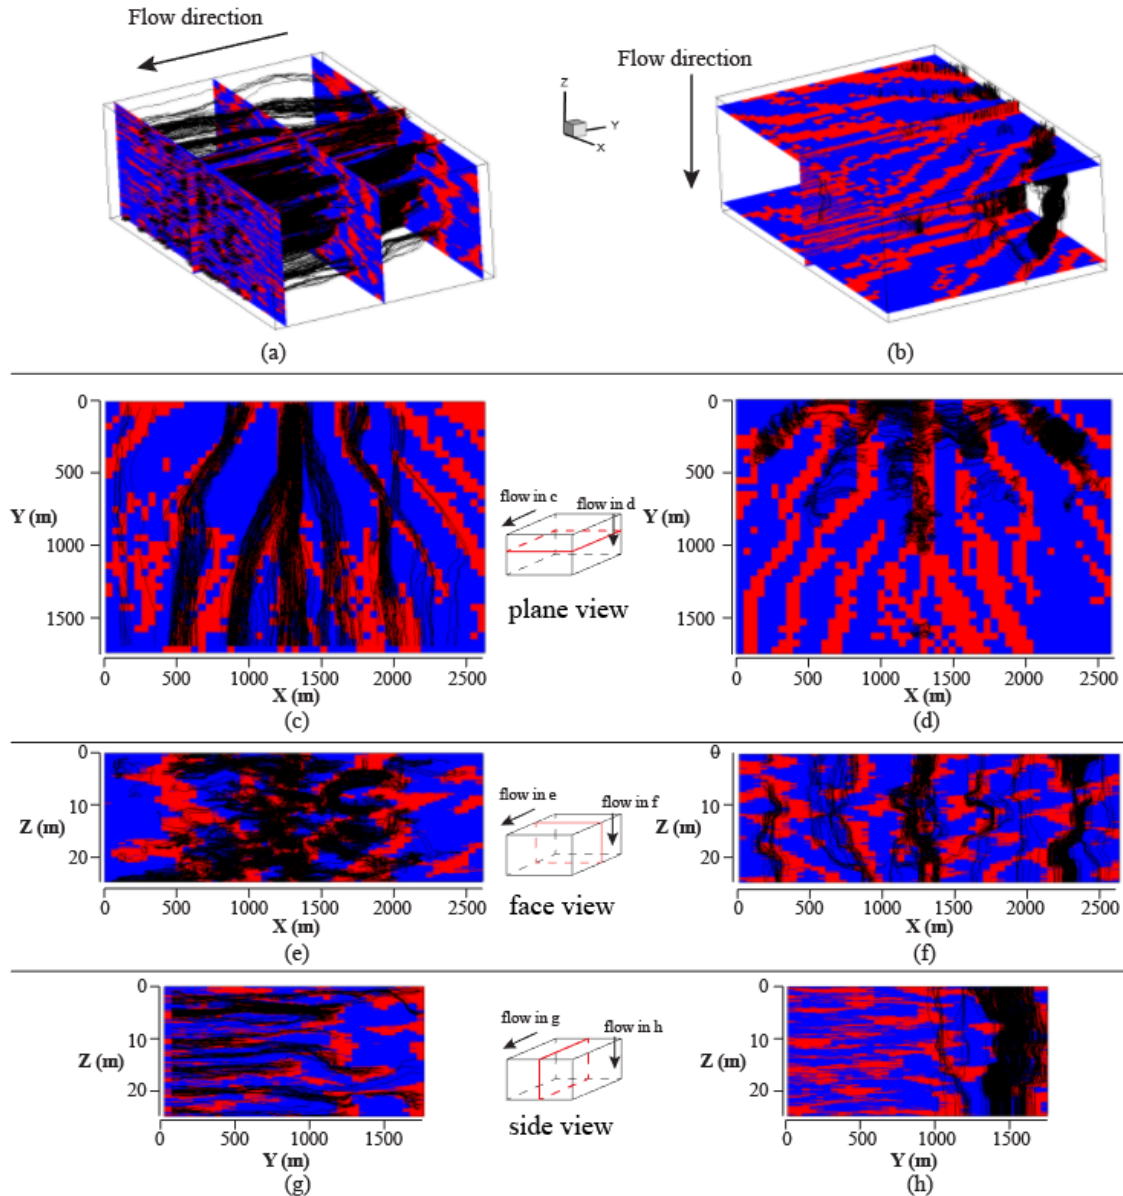 Flow direction
Flow direction
Z
Y
X
(a)
(b)
0
500
Y (m)
1000
1500
0 500 1000 1500 2000 2500
X (m)
(c)
flow in c
flow in d
plane view
0
500
Y (m)
1000
1500
0 500 1000 1500 2000 2500
X (m)
(d)
0
10
Z (m)
20
0 500 1000 1500 2000 2500
X (m)
(e)
flow in e
flow in f
face view
0
10
Z (m)
20
0 500 1000 1500 2000 2500
X (m)
(f)
0
10
Z (m)
20
0 500 1000 1500
Y (m)
(g)
flow in g
flow in h
side view
0
10
Z (m)
20
0 500 1000 1500
Y (m)
(h)